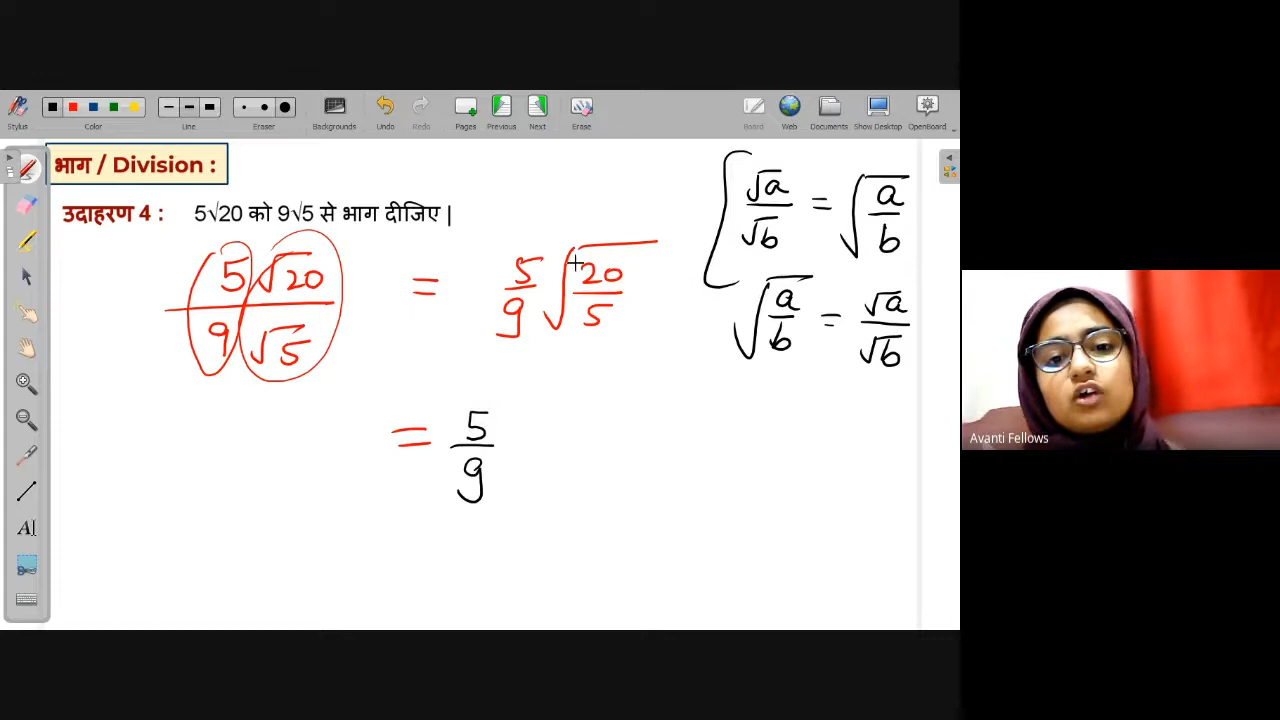 Stylus Color Line Eraser Backgrounds Undo Redo Pages Previous Next Erase Board Web Documents Show Desktop OpenBoard
भाग / Division :
उदाहरण 4 : 5√20 को 9√5 से भाग दीजिए |
5√20 / 9√5 = 5/9 √(20/5)
= 5/9
√a/√b = √(a/b)
√(a/b) = √a/√b
Avanti Fellows